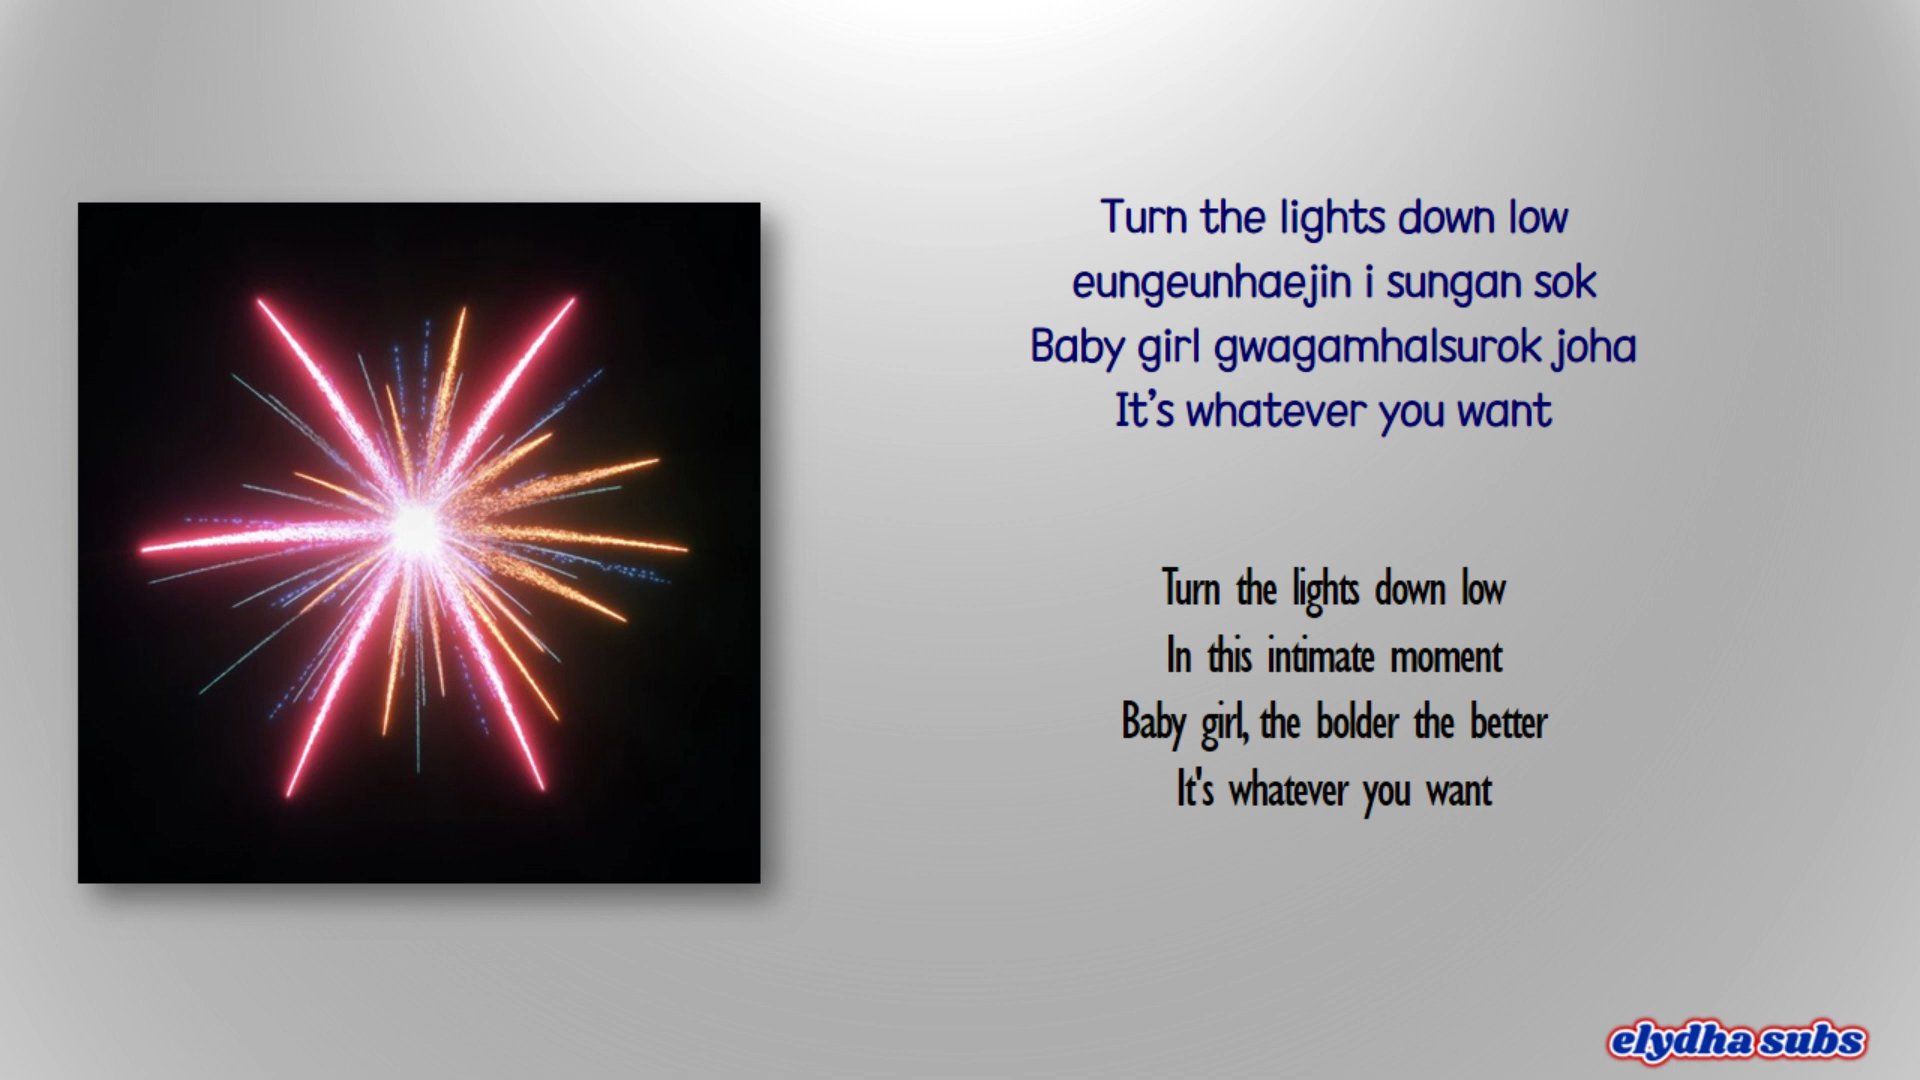 Turn the lights down low
eungeunhaejin i sungan sok
Baby girl gwagamhalsurok joha
It’s whatever you want
Turn the lights down low
In this intimate moment
Baby girl, the bolder the better
It's whatever you want
elydha subs